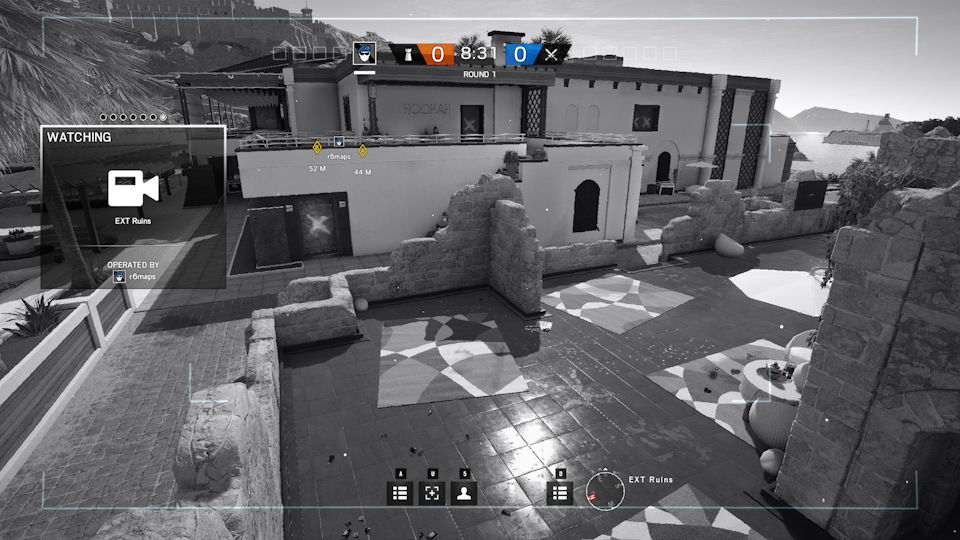 0 8:31 0
ROUND 1
HOOKAH
WATCHING
r6maps
52 M
44 M
EXT Ruins
OPERATED BY
r6maps
A
S
D
EXT Ruins